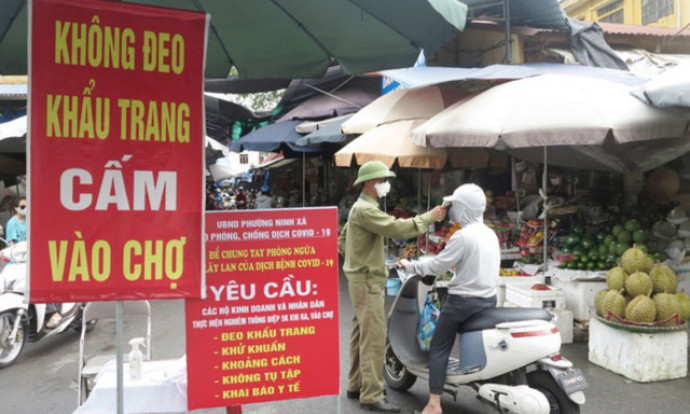 KHÔNG ĐEO
KHẨU TRANG
CẤM
VÀO CHỢ
UBND PHƯỜNG NINH XÁ
PHÒNG, CHỐNG DỊCH COVID - 19
ĐỂ CHUNG TAY PHÒNG NGỪA
LÂY LAN CỦA DỊCH BỆNH COVID - 19
YÊU CẦU:
CÁC HỘ KINH DOANH VÀ NHÂN DÂN
THỰC HIỆN NGHIÊM THÔNG ĐIỆP 5K KHI RA, VÀO CHỢ
- ĐEO KHẨU TRANG
- KHỬ KHUẨN
- KHOẢNG CÁCH
- KHÔNG TỤ TẬP
- KHAI BÁO Y TẾ